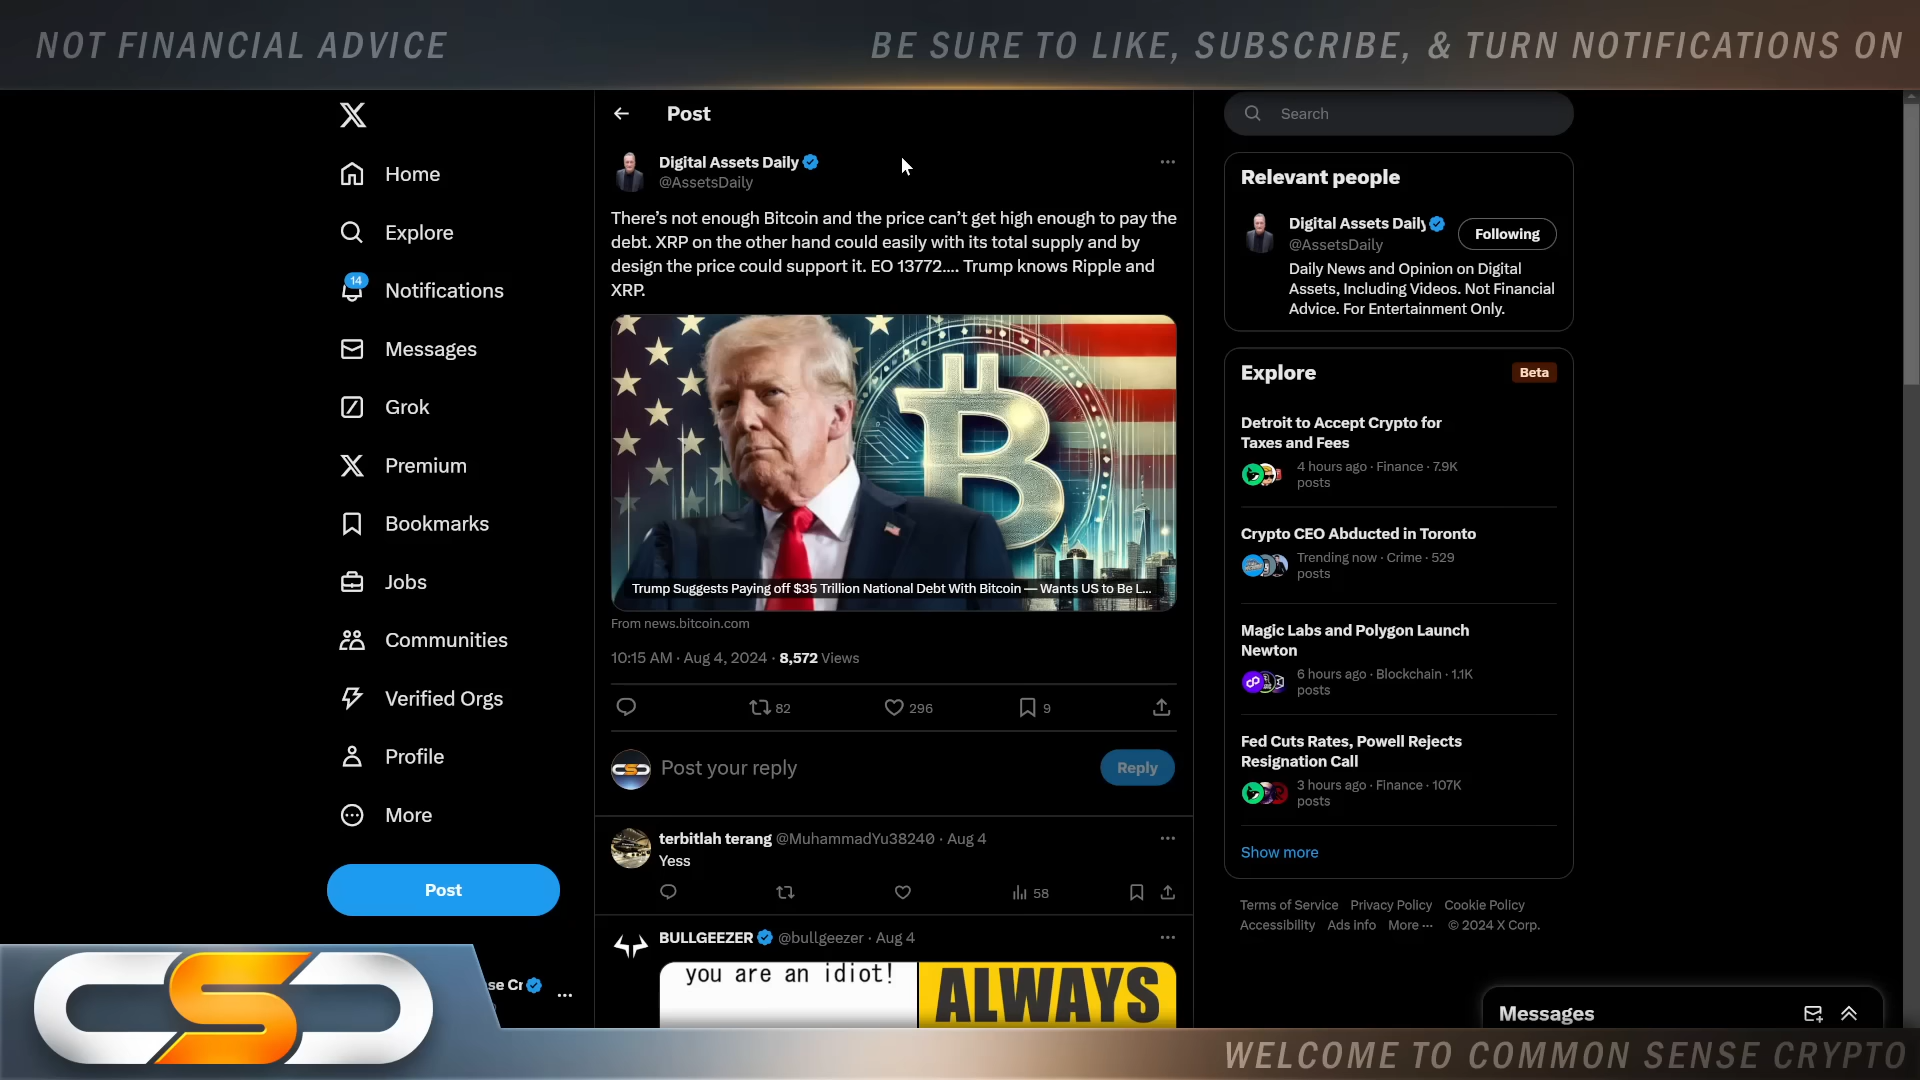 NOT FINANCIAL ADVICE
BE SURE TO LIKE, SUBSCRIBE, & TURN NOTIFICATIONS ON
Home
Explore
14
Notifications
Messages
Grok
Premium
Bookmarks
Jobs
Communities
Verified Orgs
Profile
More
Post
se Cr
Post
Digital Assets Daily
@AssetsDaily
There's not enough Bitcoin and the price can't get high enough to pay the
debt. XRP on the other hand could easily with its total supply and by
design the price could support it. EO 13772.... Trump knows Ripple and
XRP.
Trump Suggests Paying off $35 Trillion National Debt With Bitcoin — Wants US to Be L...
From news.bitcoin.com
10:15 AM · Aug 4, 2024 · 8,572 Views
82
296
9
Post your reply
Reply
terbitlah terang @MuhammadYu38240 · Aug 4
Yess
58
BULLGEEZER @bullgeezer · Aug 4
you are an idiot!
ALWAYS
Search
Relevant people
Digital Assets Daily
@AssetsDaily
Following
Daily News and Opinion on Digital
Assets, Including Videos. Not Financial
Advice. For Entertainment Only.
Explore
Beta
Detroit to Accept Crypto for
Taxes and Fees
4 hours ago · Finance · 7.9K
posts
Crypto CEO Abducted in Toronto
Trending now · Crime · 529
posts
Magic Labs and Polygon Launch
Newton
6 hours ago · Blockchain · 1.1K
posts
Fed Cuts Rates, Powell Rejects
Resignation Call
3 hours ago · Finance · 107K
posts
Show more
Terms of Service Privacy Policy Cookie Policy
Accessibility Ads info More ··· © 2024 X Corp.
Messages
CSC
WELCOME TO COMMON SENSE CRYPTO